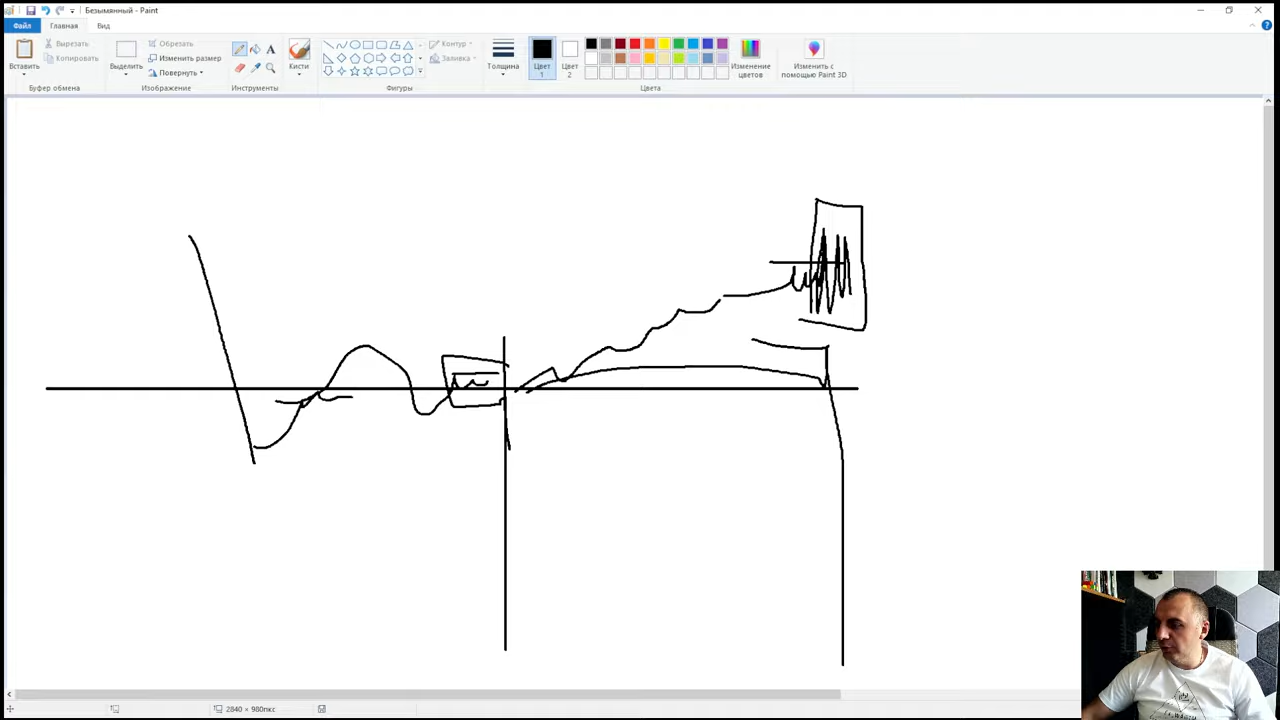 Безымянный - Paint
Файл
Главная
Вид
Вставить
Вырезать
Копировать
Буфер обмена
Выделить
Обрезать
Изменить размер
Повернуть
Изображение
A
Инструменты
Кисти
Контур
Заливка
Фигуры
Толщина
Цвет 1
Цвет 2
Изменение цветов
Цвета
Изменить с помощью Paint 3D
2840 × 980пкс